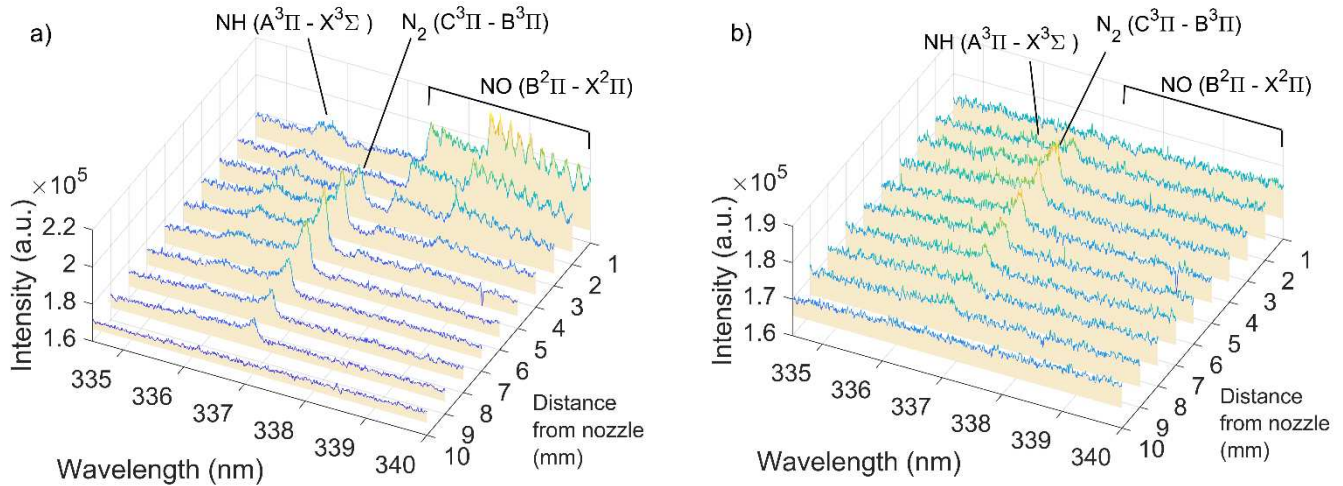 a)
NH (A³Π - X³Σ )
N₂ (C³Π - B³Π)
NO (B²Π - X²Π)
×10⁵
2.2
2
1.8
1.6
Intensity (a.u.)
335
336
337
338
339
340
Wavelength (nm)
1
2
3
4
5
6
7
8
9
10
Distance
from nozzle
(mm)
b)
NH (A³Π - X³Σ )
N₂ (C³Π - B³Π)
NO (B²Π - X²Π)
×10⁵
1.9
1.8
1.7
1.6
Intensity (a.u.)
335
336
337
338
339
340
Wavelength (nm)
1
2
3
4
5
6
7
8
9
10
Distance
from nozzle
(mm)